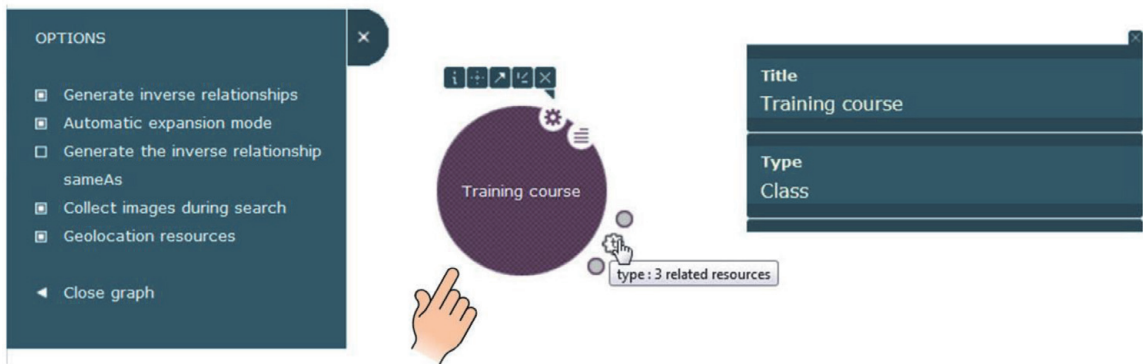 OPTIONS
Generate inverse relationships
Automatic expansion mode
Generate the inverse relationship
sameAs
Collect images during search
Geolocation resources
Close graph
Training course
type : 3 related resources
Title
Training course
Type
Class